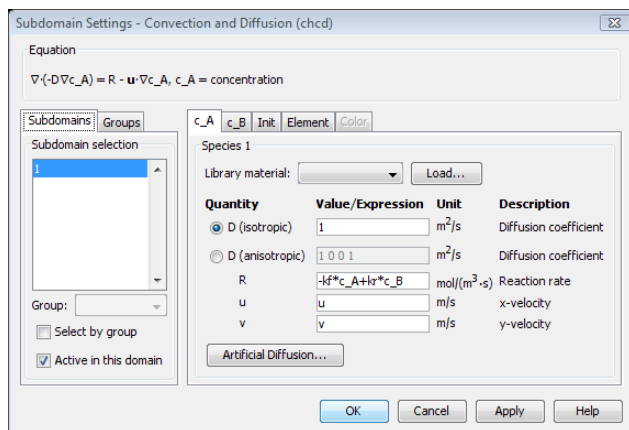 Subdomain Settings - Convection and Diffusion (chcd)
Equation
∇·(-D∇c_A) = R - u·∇c_A, c_A = concentration
Subdomains Groups
Subdomain selection
1
Group:
Select by group
Active in this domain
c_A c_B Init Element Color
Species 1
Library material: Load...
Quantity Value/Expression Unit Description
D (isotropic) 1 m²/s Diffusion coefficient
D (anisotropic) 1 0 0 1 m²/s Diffusion coefficient
R -kf*c_A+kr*c_B mol/(m³·s) Reaction rate
u u m/s x-velocity
v v m/s y-velocity
Artificial Diffusion...
OK Cancel Apply Help